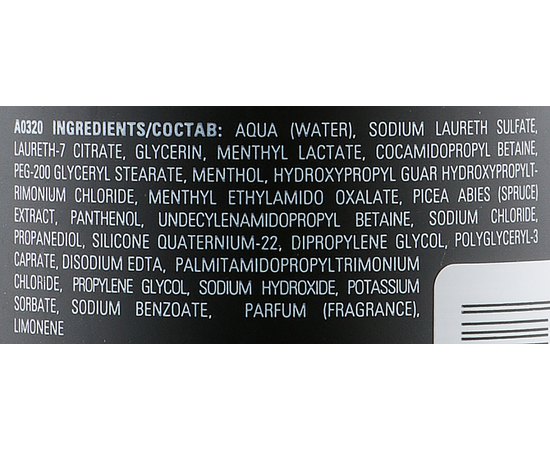 A0320 INGREDIENTS/СОСТАВ: AQUA (WATER), SODIUM LAURETH SULFATE,
LAURETH-7 CITRATE, GLYCERIN, MENTHYL LACTATE, COCAMIDOPROPYL BETAINE,
PEG-200 GLYCERYL STEARATE, MENTHOL, HYDROXYPROPYL GUAR HYDROXYPROPYLT-
RIMONIUM CHLORIDE, MENTHYL ETHYLAMIDO OXALATE, PICEA ABIES (SPRUCE)
EXTRACT, PANTHENOL, UNDECYLENAMIDOPROPYL BETAINE, SODIUM CHLORIDE,
PROPANEDIOL, SILICONE QUATERNIUM-22, DIPROPYLENE GLYCOL, POLYGLYCERYL-3
CAPRATE, DISODIUM EDTA, PALMITAMIDOPROPYLTRIMONIUM
CHLORIDE, PROPYLENE GLYCOL, SODIUM HYDROXIDE, POTASSIUM
SORBATE, SODIUM BENZOATE, PARFUM (FRAGRANCE),
LIMONENE